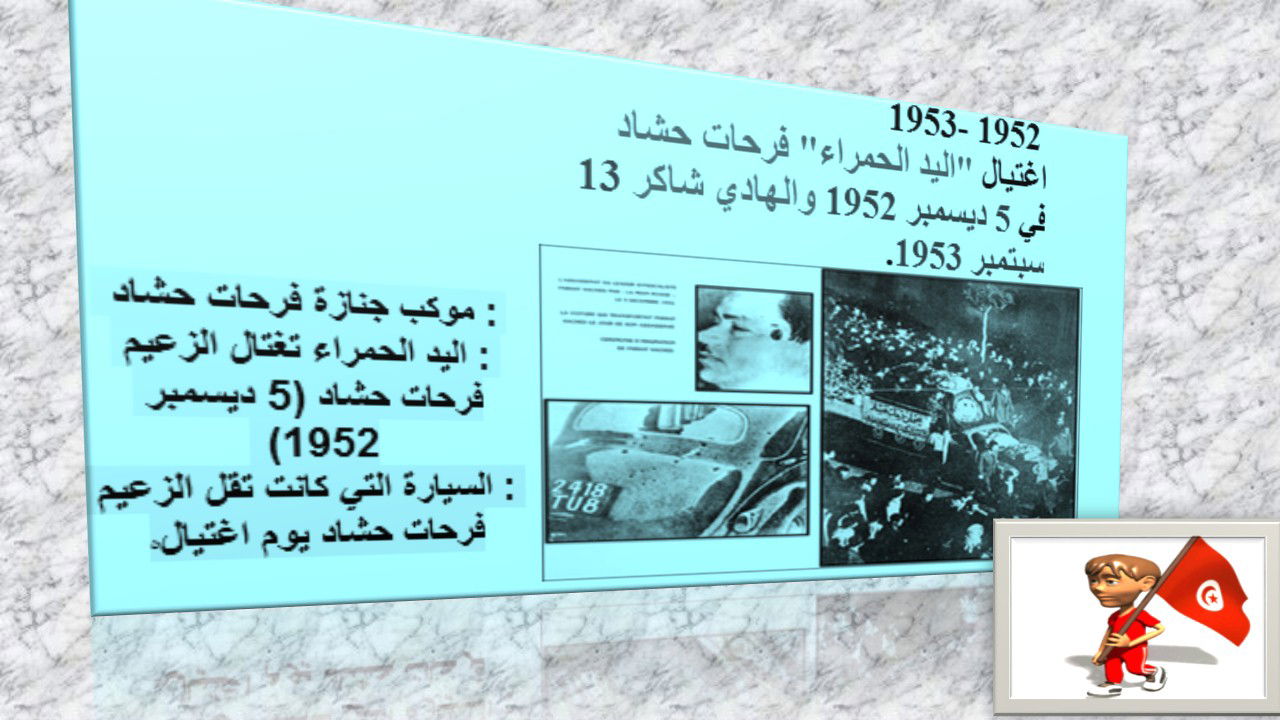 1952 -1953
اغتيال "اليد الحمراء" فرحات حشاد
في 5 ديسمبر 1952 والهادي شاكر 13
سبتمبر 1953.
: موكب جنازة فرحات حشاد
: اليد الحمراء تغتال الزعيم
فرحات حشاد (5 ديسمبر
1952)
: السيارة التي كانت تقل الزعيم
فرحات حشاد يوم اغتياله
2418
TU8